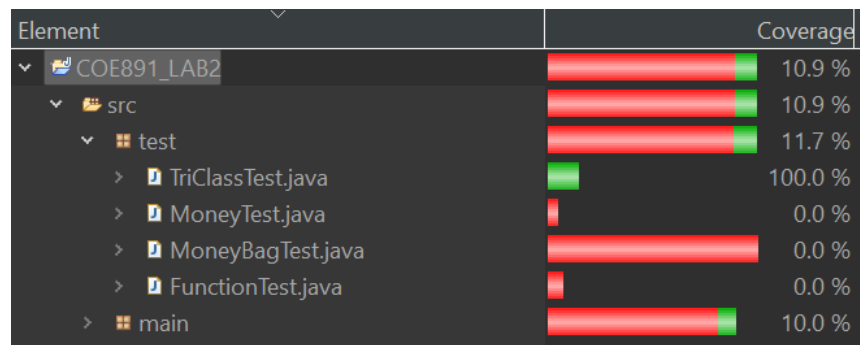 Element Coverage
COE891_LAB2 10.9 %
src 10.9 %
test 11.7 %
TriClassTest.java 100.0 %
MoneyTest.java 0.0 %
MoneyBagTest.java 0.0 %
FunctionTest.java 0.0 %
main 10.0 %